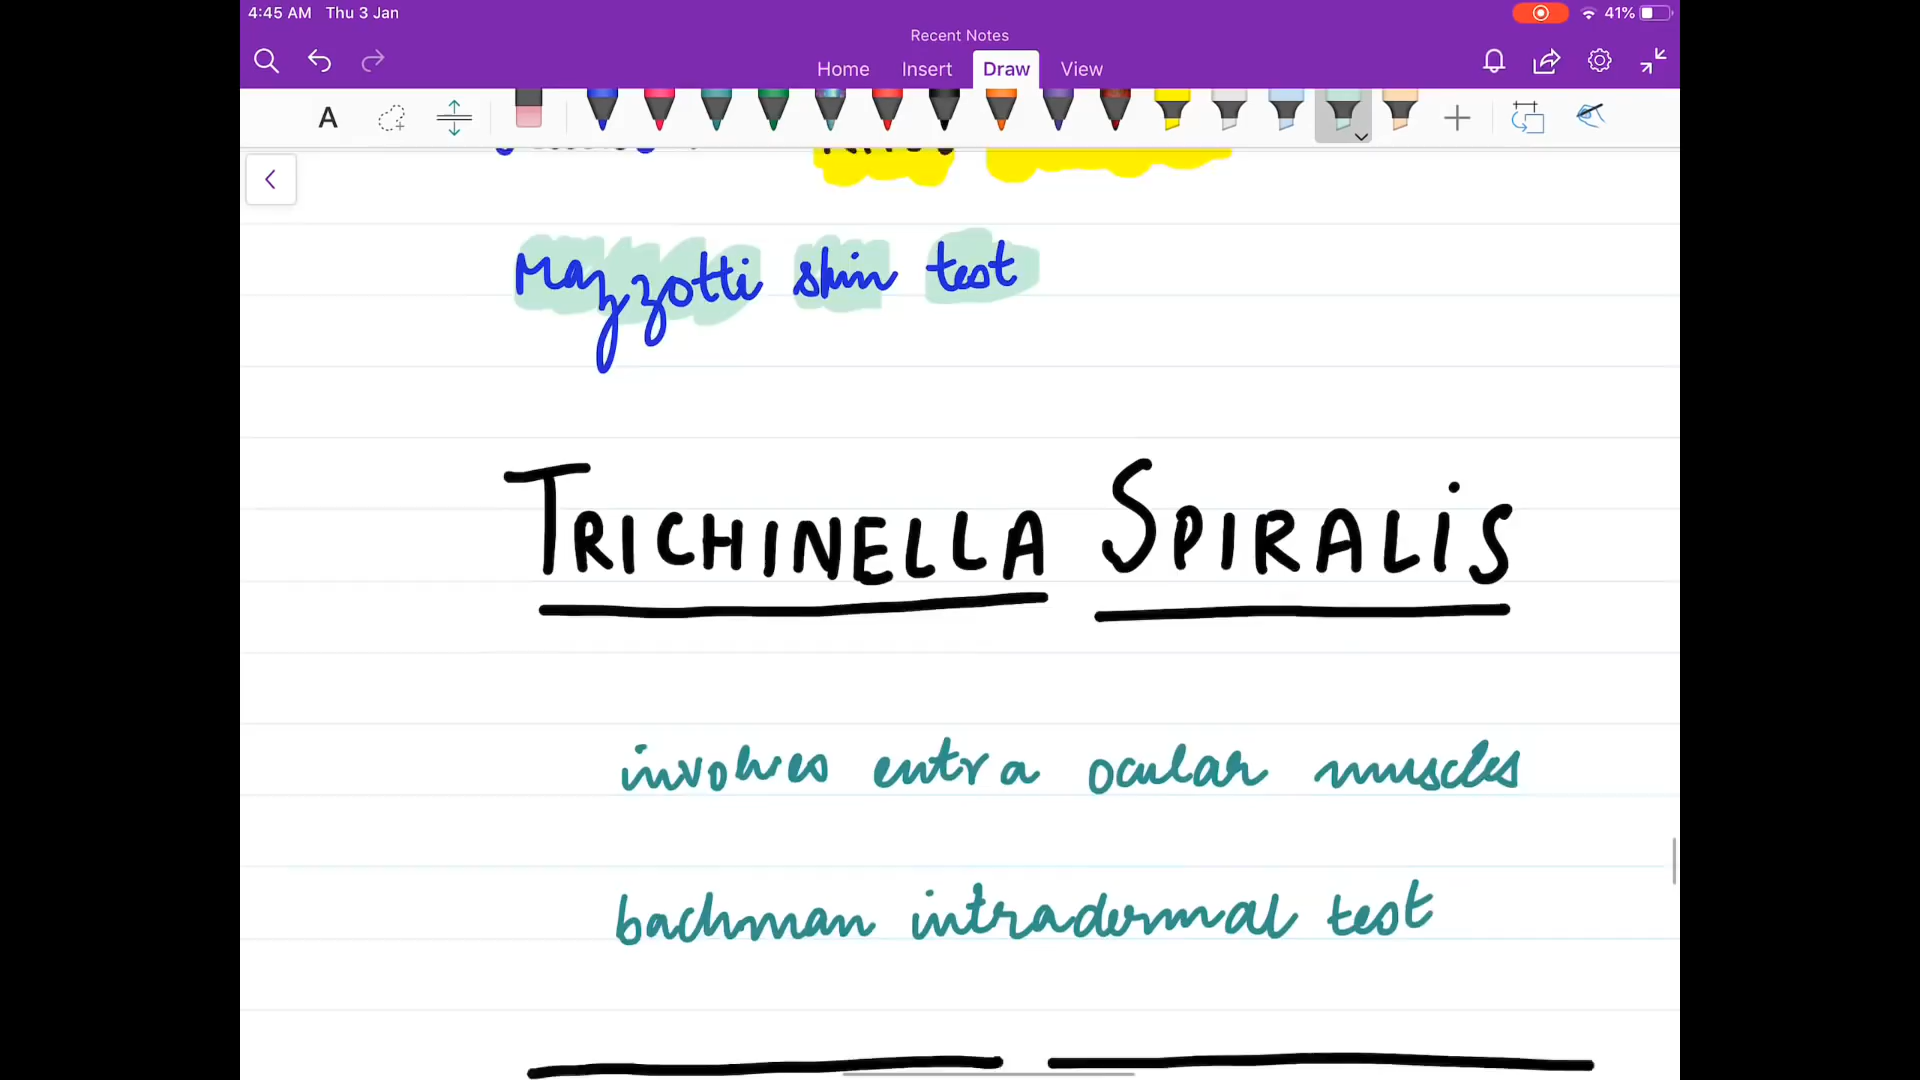 4:45 AM Thu 3 Jan
41%
Recent Notes
Home Insert Draw View
A
Mazzotti skin test
TRICHINELLA SPIRALIS
involves extra ocular muscles
bachman intradermal test